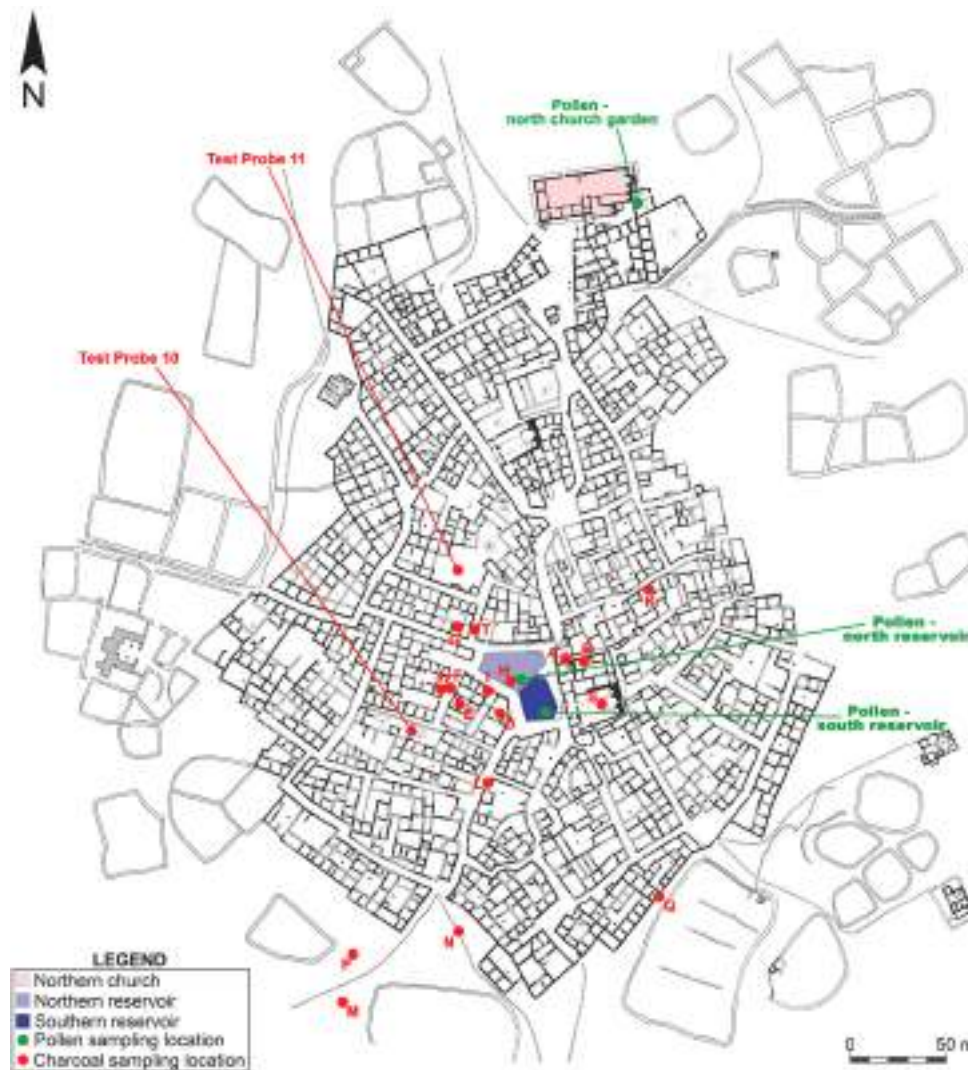 N
Pollen -
north church garden
Test Probe 11
Test Probe 10
R
T
Pollen -
north reservoir
H
E
D
Pollen -
south reservoir
L
Q
N
M
LEGEND
Northern church
Northern reservoir
Southern reservoir
Pollen sampling location
Charcoal sampling location
0 50 m